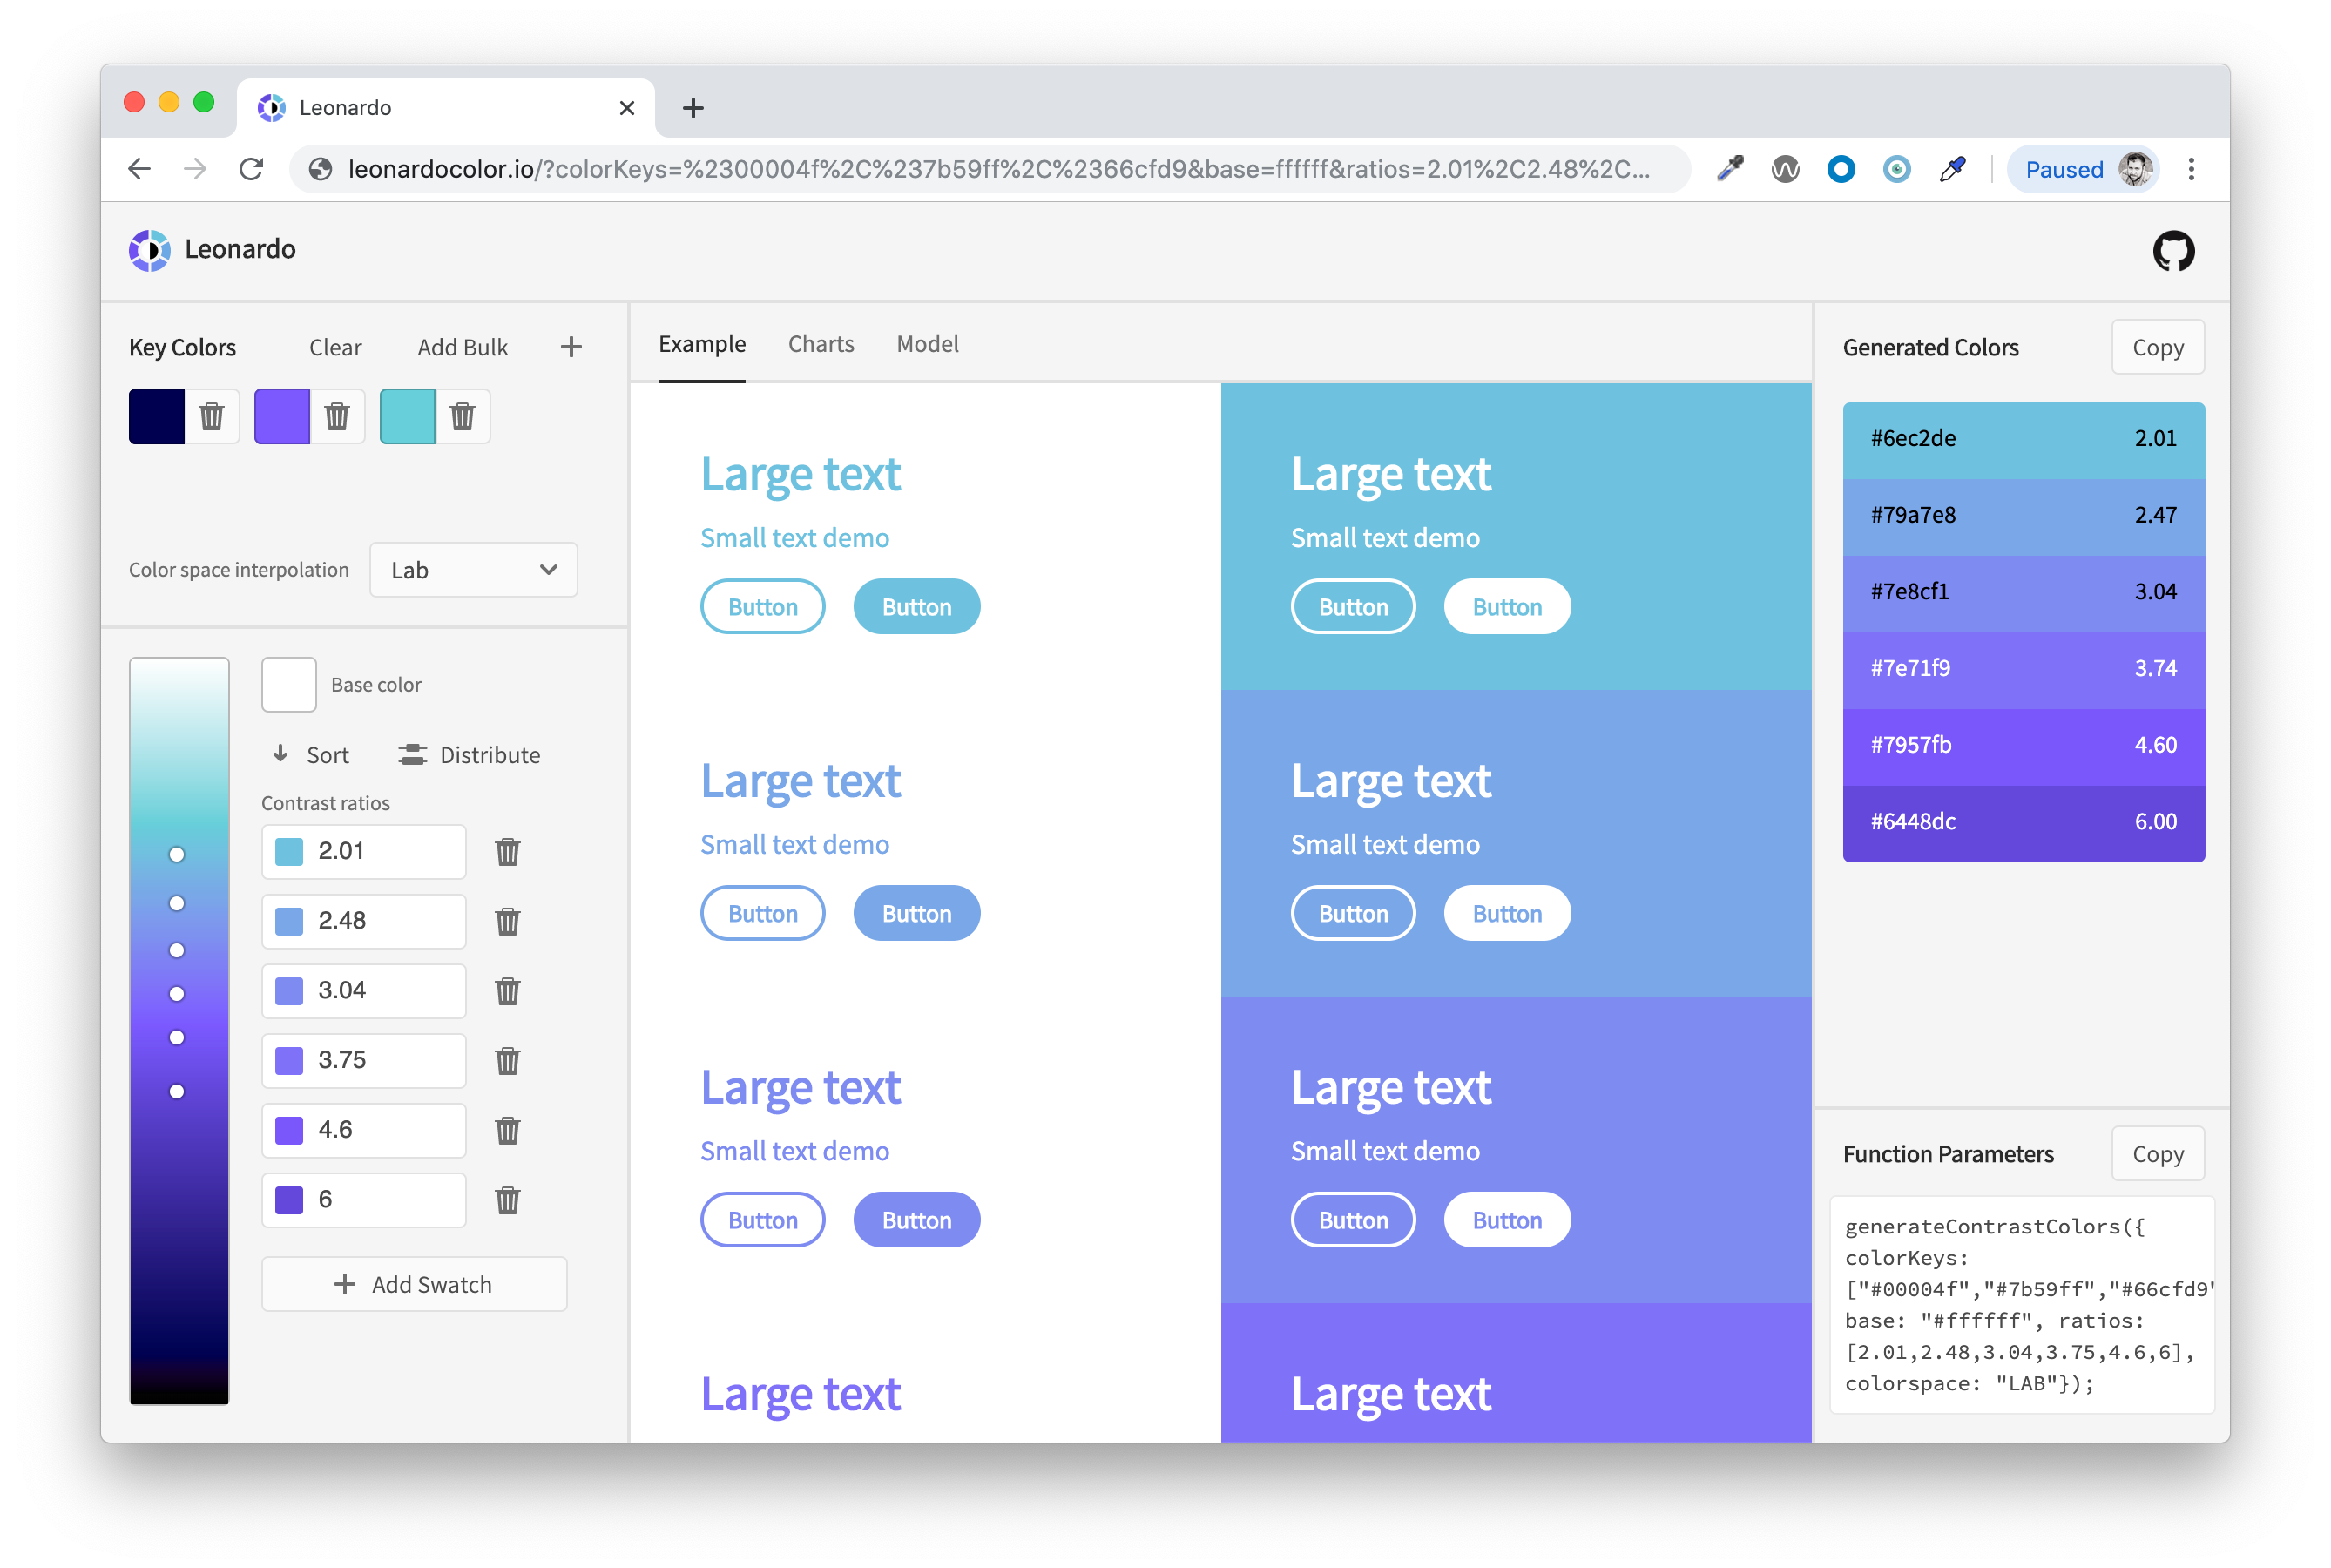 Leonardo
leonardocolor.io/?colorKeys=%2300004f%2C%237b59ff%2C%2366cfd9&base=ffffff&ratios=2.01%2C2.48%2C...
Paused
Leonardo
Key Colors
Clear
Add Bulk
Color space interpolation
Lab
Base color
Sort
Distribute
Contrast ratios
2.01
2.48
3.04
3.75
4.6
6
Add Swatch
Example
Charts
Model
Large text
Small text demo
Button
Button
Large text
Small text demo
Button
Button
Large text
Small text demo
Button
Button
Large text
Small text demo
Button
Button
Large text
Small text demo
Button
Button
Large text
Small text demo
Button
Button
Large text
Large text
Generated Colors
Copy
#6ec2de 2.01
#79a7e8 2.47
#7e8cf1 3.04
#7e71f9 3.74
#7957fb 4.60
#6448dc 6.00
Function Parameters
Copy
generateContrastColors({
colorKeys:
["#00004f","#7b59ff","#66cfd9"
base: "#ffffff", ratios:
[2.01,2.48,3.04,3.75,4.6,6],
colorspace: "LAB"});